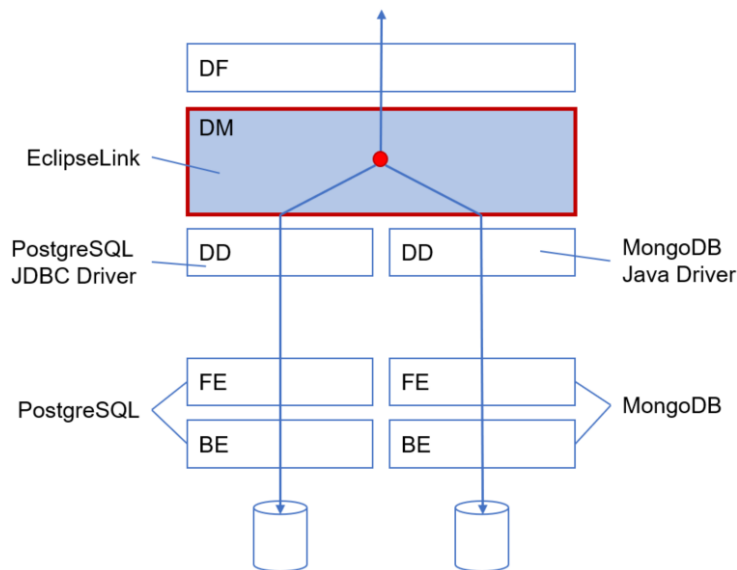 DF
DM
EclipseLink
PostgreSQL
JDBC Driver
DD
DD
MongoDB
Java Driver
PostgreSQL
FE
FE
MongoDB
BE
BE